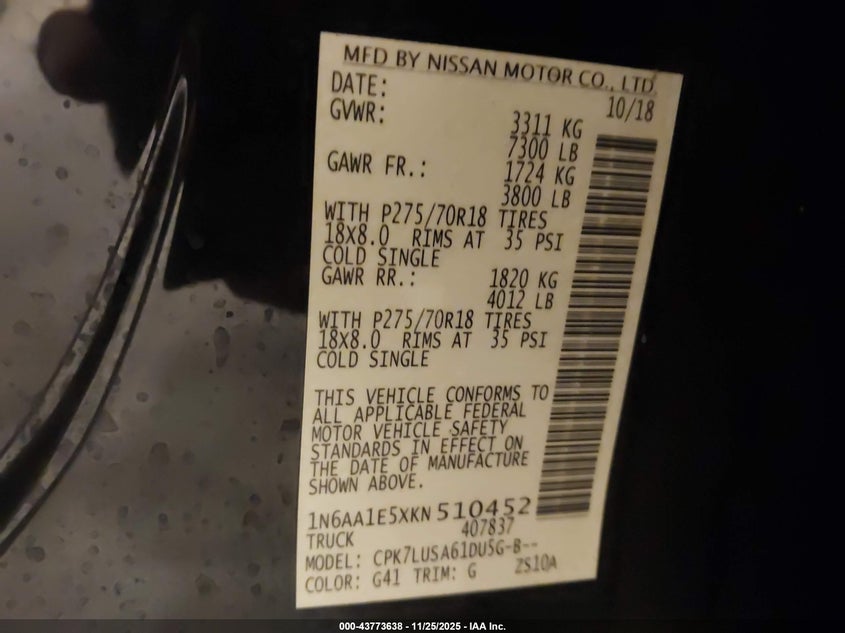 MFD BY NISSAN MOTOR CO., LTD.
DATE: 10/18
GVWR: 3311 KG
7300 LB
GAWR FR.: 1724 KG
3800 LB
WITH P275/70R18 TIRES
18X8.0 RIMS AT 35 PSI
COLD SINGLE
GAWR RR.: 1820 KG
4012 LB
WITH P275/70R18 TIRES
18X8.0 RIMS AT 35 PSI
COLD SINGLE
THIS VEHICLE CONFORMS TO
ALL APPLICABLE FEDERAL
MOTOR VEHICLE SAFETY
STANDARDS IN EFFECT ON
THE DATE OF MANUFACTURE
SHOWN ABOVE.
1N6AA1E5XKN510452
TRUCK 407837
MODEL: CPK7LUSA61DU5G-B--
COLOR: G41 TRIM: G ZS10A
000-43773638 - 11/25/2025 - IAA Inc.